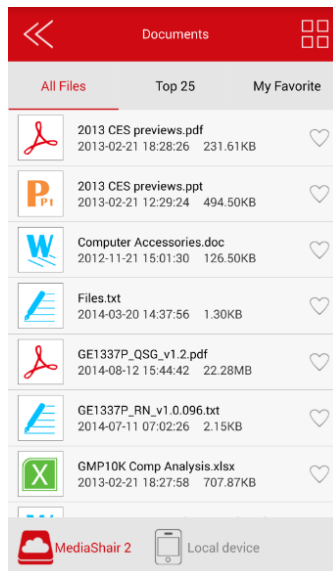 Documents
All Files Top 25 My Favorite
2013 CES previews.pdf
2013-02-21 18:28:26 231.61KB
2013 CES previews.ppt
2013-02-21 12:29:24 494.50KB
Computer Accessories.doc
2012-11-21 15:01:30 126.50KB
Files.txt
2014-03-20 14:37:56 1.30KB
GE1337P_QSG_v1.2.pdf
2014-08-12 15:44:42 22.28MB
GE1337P_RN_v1.0.096.txt
2014-07-11 07:02:26 2.15KB
GMP10K Comp Analysis.xlsx
2013-02-21 18:27:58 707.87KB
MediaShair 2 Local device